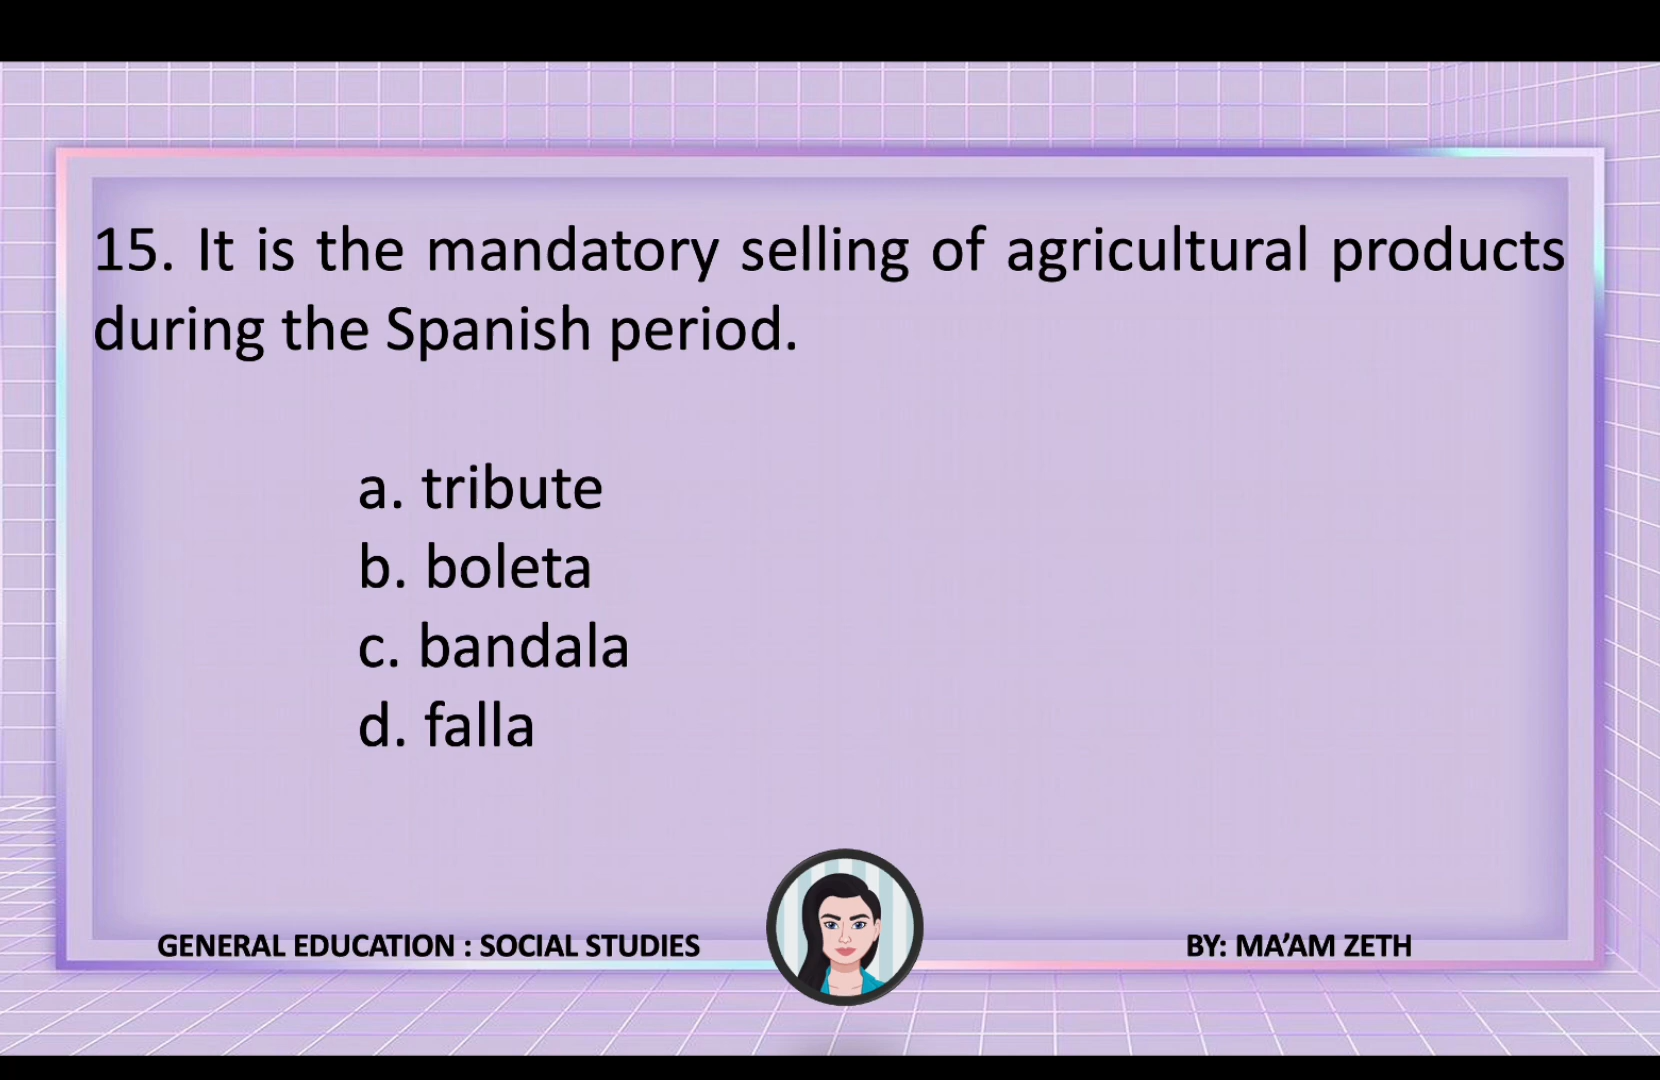 15. It is the mandatory selling of agricultural products
during the Spanish period.
a. tribute
b. boleta
c. bandala
d. falla
GENERAL EDUCATION : SOCIAL STUDIES
BY: MA’AM ZETH